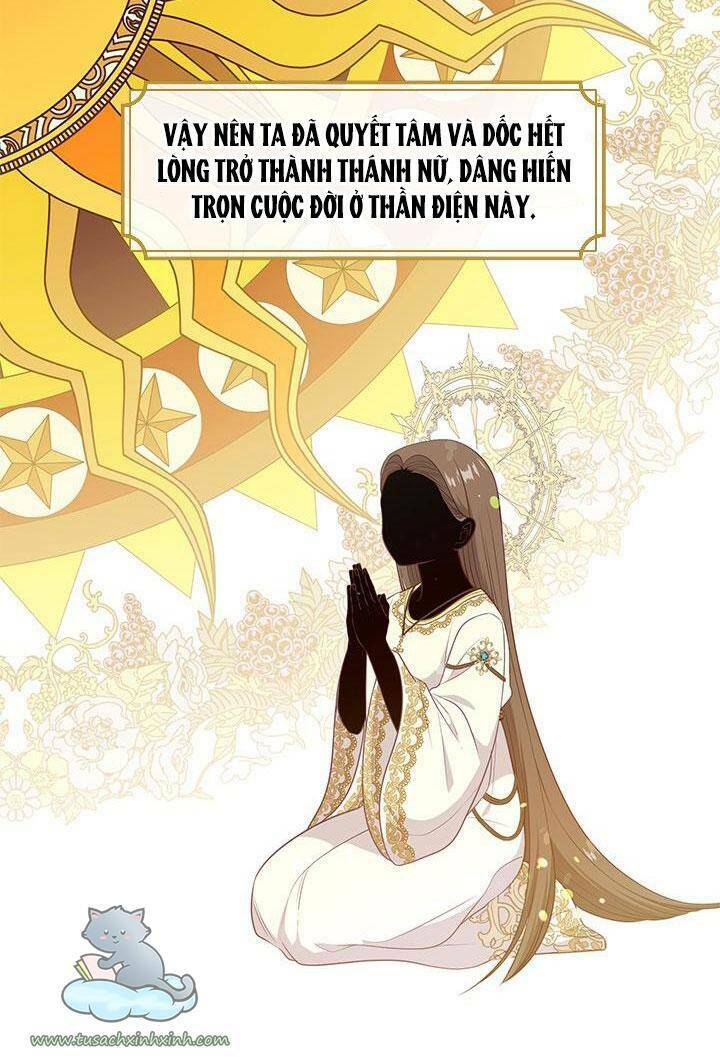 VẬY NÊN TA ĐÃ QUYẾT TÂM VÀ DỐC HẾT
LÒNG TRỞ THÀNH THÁNH NỮ, DÂNG HIẾN
TRỌN CUỘC ĐỜI Ở THẦN ĐIỆN NÀY.
www.tusachxinhxinh.com